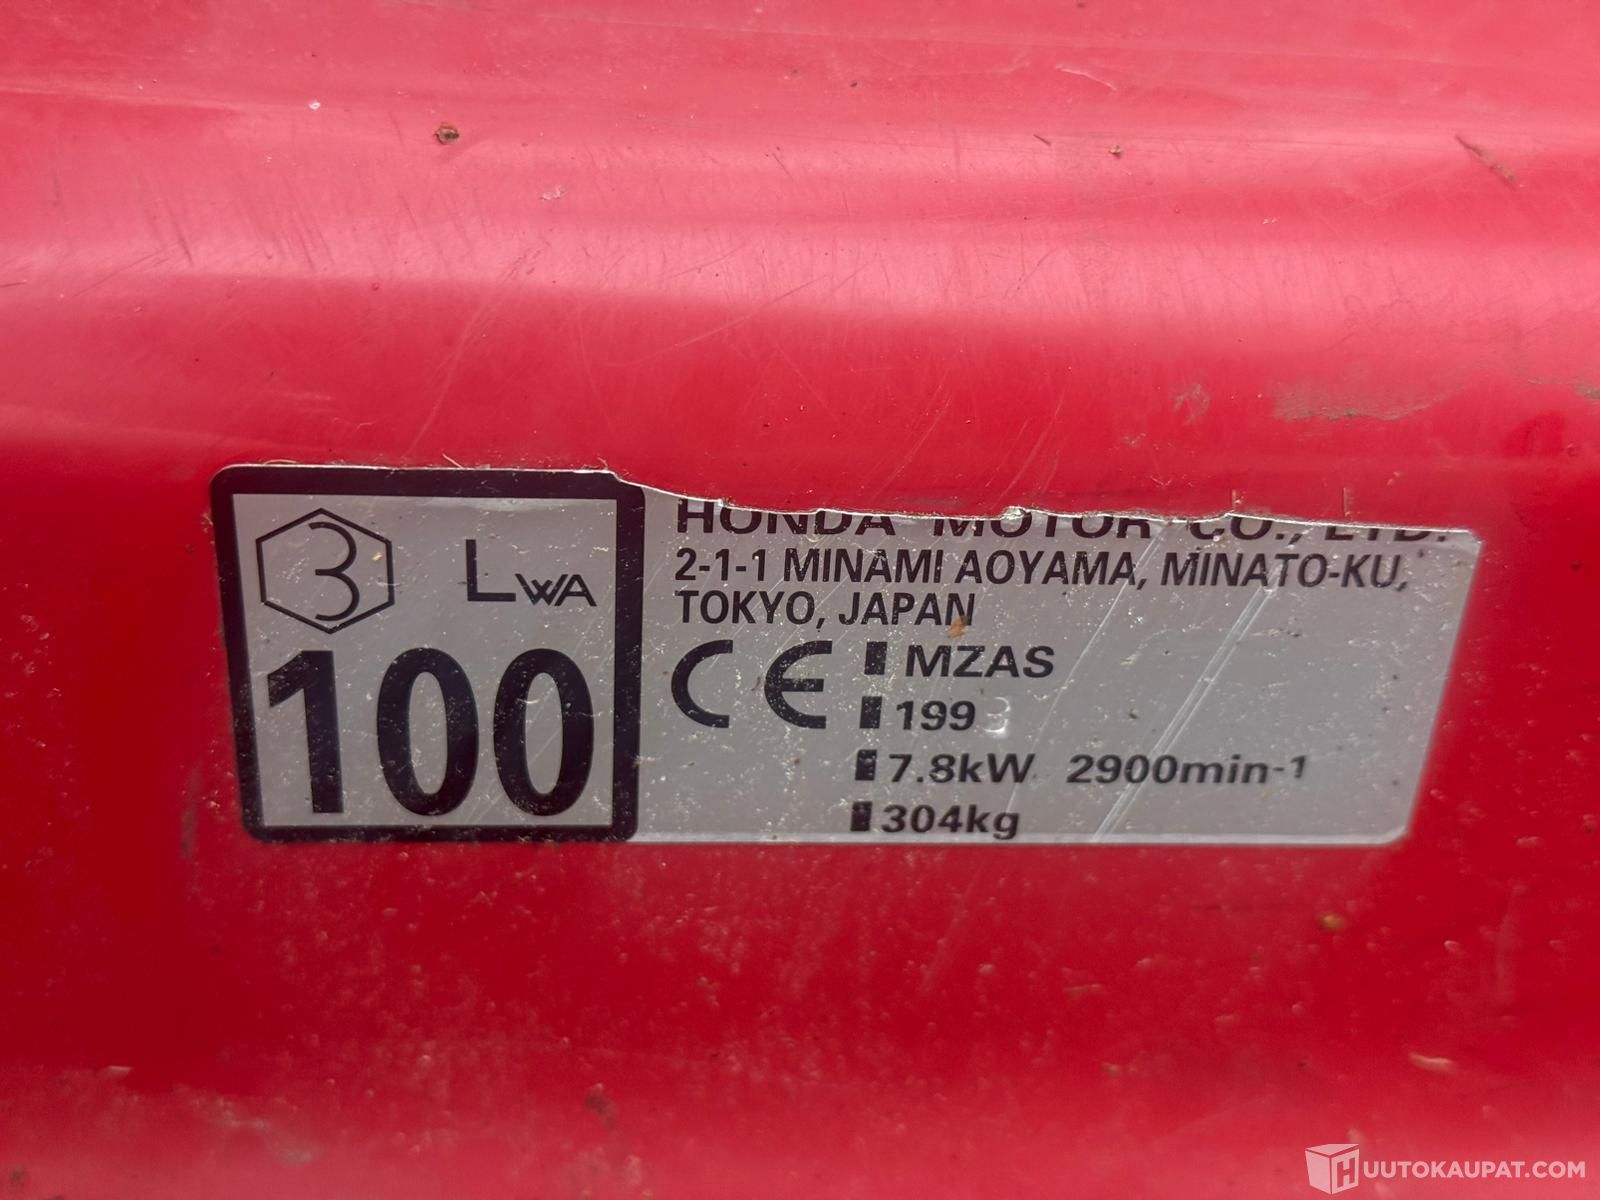 3 LWA
100
HONDA MOTOR CO., LTD.
2-1-1 MINAMI AOYAMA, MINATO-KU,
TOKYO, JAPAN
CE MZAS
1993
7.8kW 2900min-1
304kg
HUUTOKAUPAT.COM